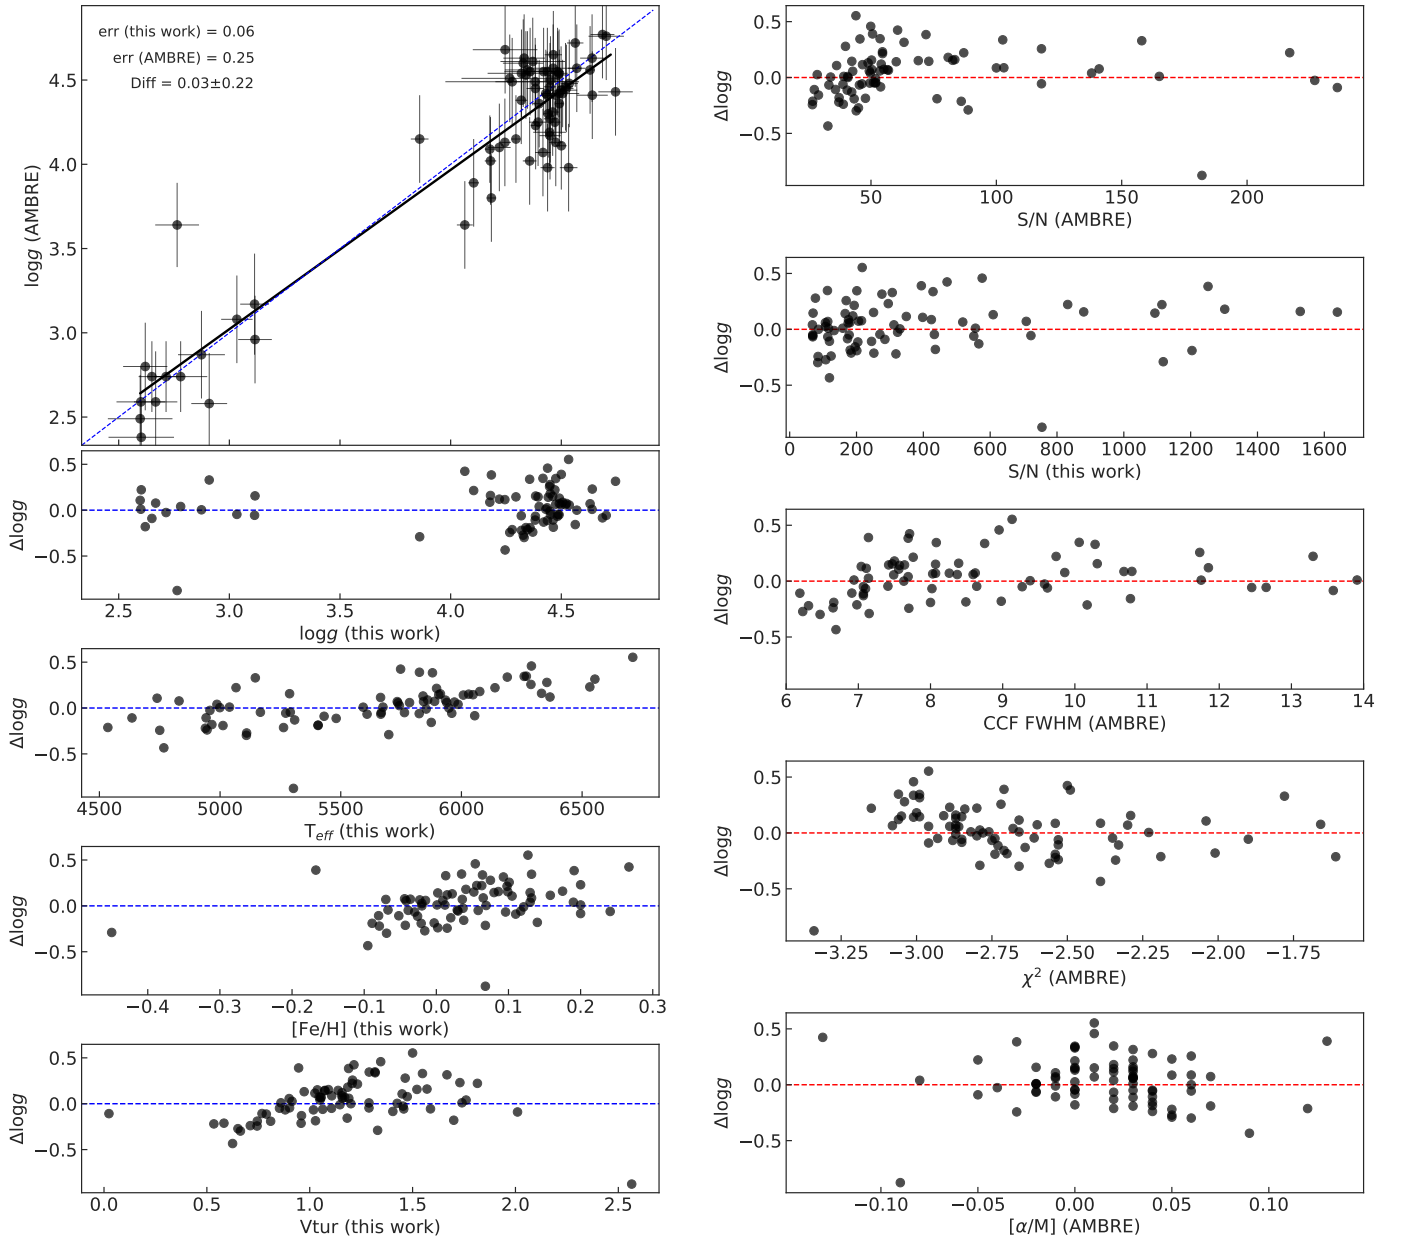 err (this work) = 0.06
err (AMBRE) = 0.25
Diff = 0.03±0.22
logg (AMBRE)
4.5
4.0
3.5
3.0
2.5
Δlogg
0.5
0.0
−0.5
2.5 3.0 3.5 4.0 4.5
logg (this work)
Δlogg
0.5
0.0
−0.5
4500 5000 5500 6000 6500
Teff (this work)
Δlogg
0.5
0.0
−0.5
−0.4 −0.3 −0.2 −0.1 0.0 0.1 0.2 0.3
[Fe/H] (this work)
Δlogg
0.5
0.0
−0.5
0.0 0.5 1.0 1.5 2.0 2.5
Vtur (this work)
Δlogg
0.5
0.0
−0.5
50 100 150 200
S/N (AMBRE)
Δlogg
0.5
0.0
−0.5
0 200 400 600 800 1000 1200 1400 1600
S/N (this work)
Δlogg
0.5
0.0
−0.5
6 7 8 9 10 11 12 13 14
CCF FWHM (AMBRE)
Δlogg
0.5
0.0
−0.5
−3.25 −3.00 −2.75 −2.50 −2.25 −2.00 −1.75
χ² (AMBRE)
Δlogg
0.5
0.0
−0.5
−0.10 −0.05 0.00 0.05 0.10
[α/M] (AMBRE)